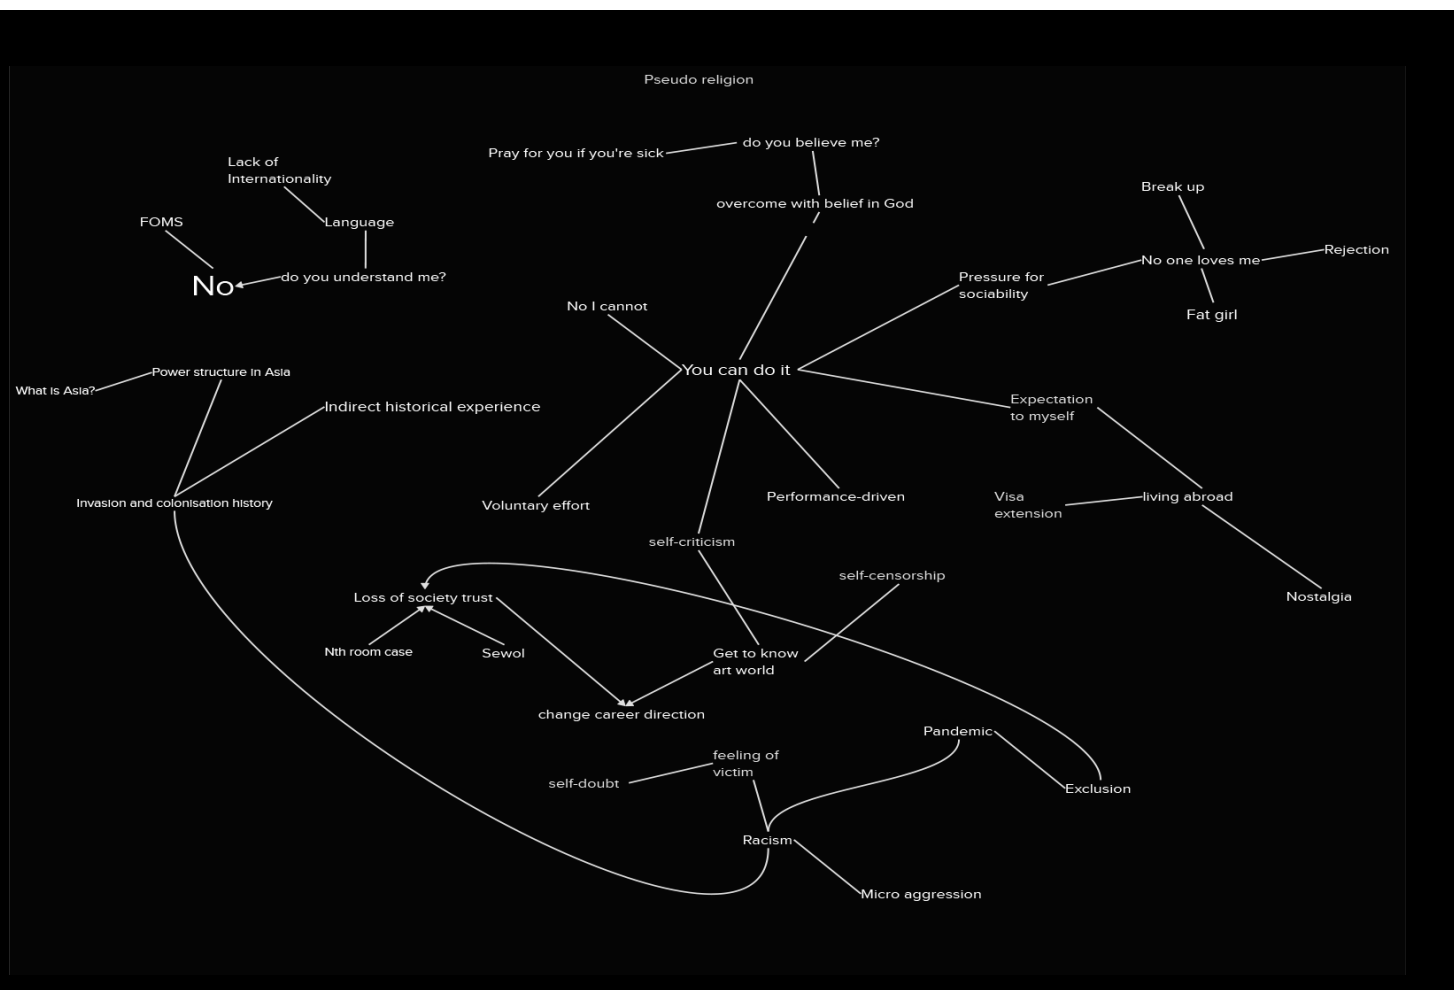 Pseudo religion
do you believe me?
Pray for you if you're sick
Lack of
Internationality
Break up
overcome with belief in God
FOMS
Language
Rejection
No one loves me
do you understand me?
Pressure for
sociability
No
No I cannot
Fat girl
You can do it
Power structure in Asia
What is Asia?
Expectation
to myself
Indirect historical experience
Performance-driven
Visa
extension
living abroad
Invasion and colonisation history
Voluntary effort
self-criticism
self-censorship
Loss of society trust
Nostalgia
Nth room case
Sewol
Get to know
art world
change career direction
Pandemic
feeling of
victim
self-doubt
Exclusion
Racism
Micro aggression